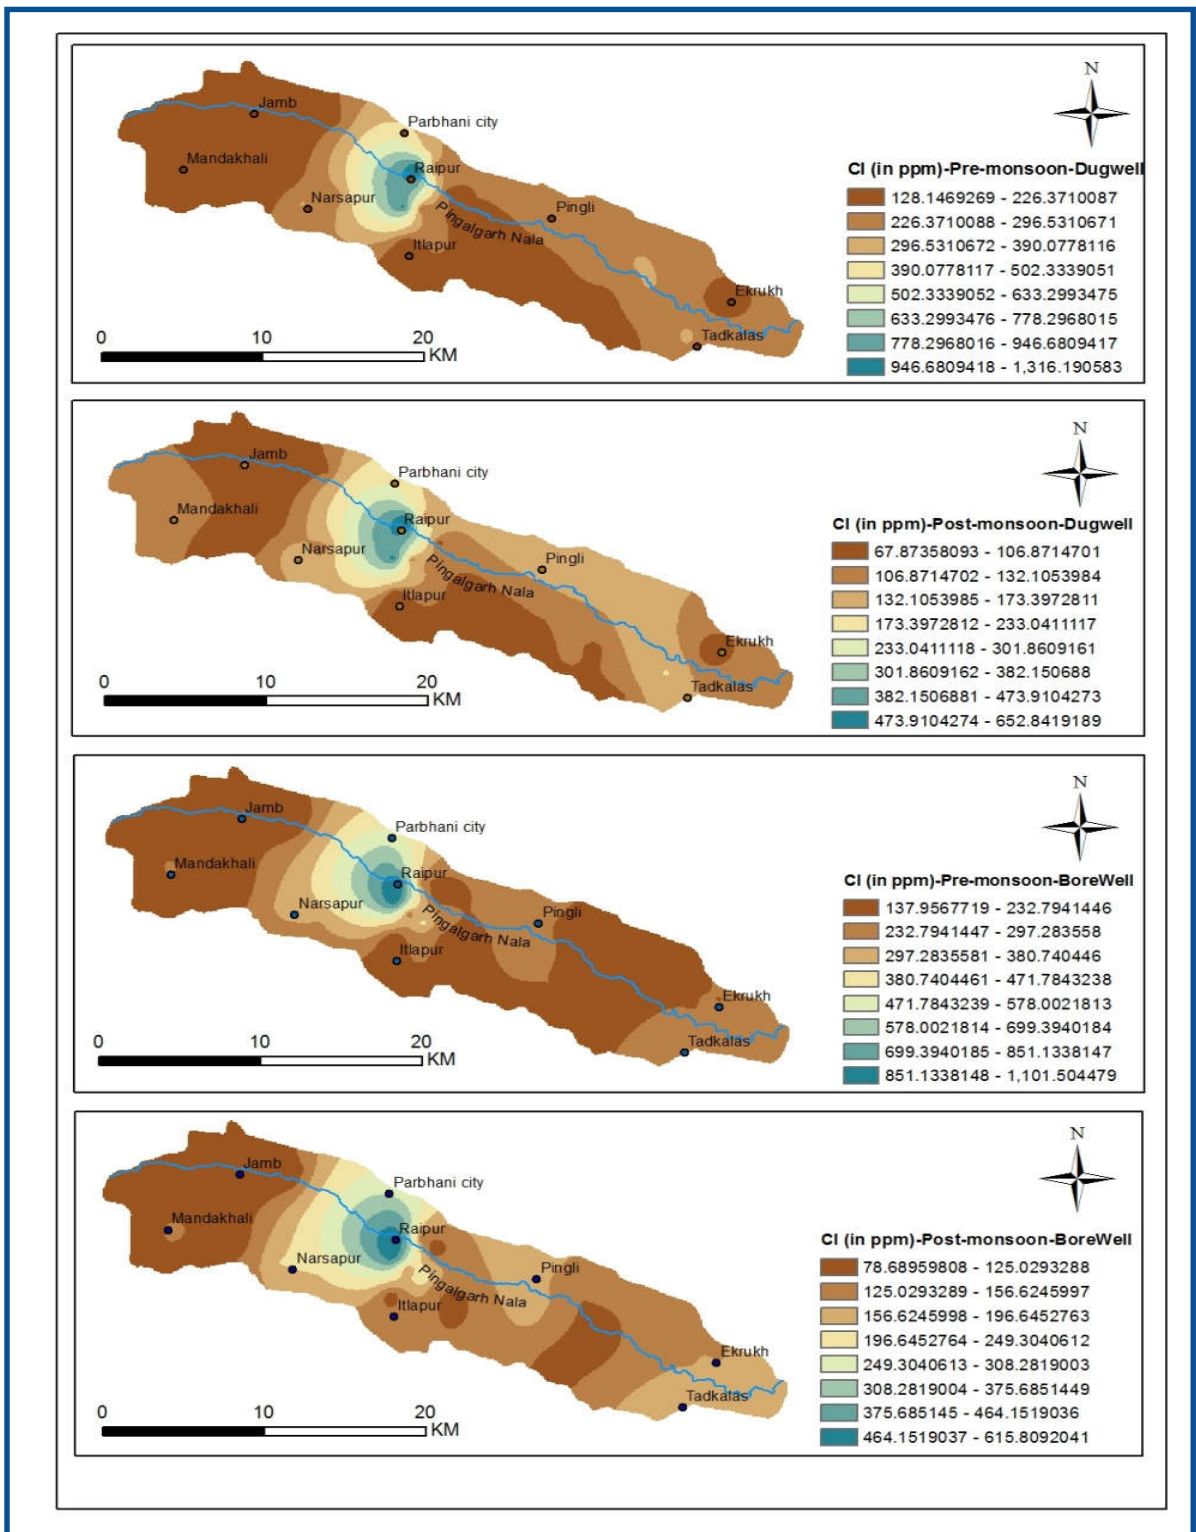 N
Jamb
Parbhani city
Mandakhali
Raipur
Narsapur
Pingli
Pingalgarh Nala
Itlapur
Ekrukh
Tadkalas
0 10 20
KM
Cl (in ppm)-Pre-monsoon-Dugwell
128.1469269 - 226.3710087
226.3710088 - 296.5310671
296.5310672 - 390.0778116
390.0778117 - 502.3339051
502.3339052 - 633.2993475
633.2993476 - 778.2968015
778.2968016 - 946.6809417
946.6809418 - 1,316.190583
N
Jamb
Parbhani city
Mandakhali
Raipur
Narsapur
Pingli
Pingalgarh Nala
Itlapur
Ekrukh
Tadkalas
0 10 20
KM
Cl (in ppm)-Post-monsoon-Dugwell
67.87358093 - 106.8714701
106.8714702 - 132.1053984
132.1053985 - 173.3972811
173.3972812 - 233.0411117
233.0411118 - 301.8609161
301.8609162 - 382.150688
382.1506881 - 473.9104273
473.9104274 - 652.8419189
N
Jamb
Parbhani city
Mandakhali
Raipur
Narsapur
Pingli
Pingalgarh Nala
Itlapur
Ekrukh
Tadkalas
0 10 20
KM
Cl (in ppm)-Pre-monsoon-BoreWell
137.9567719 - 232.7941446
232.7941447 - 297.283558
297.2835581 - 380.740446
380.7404461 - 471.7843238
471.7843239 - 578.0021813
578.0021814 - 699.3940184
699.3940185 - 851.1338147
851.1338148 - 1,101.504479
N
Jamb
Parbhani city
Mandakhali
Raipur
Narsapur
Pingli
Pingalgarh Nala
Itlapur
Ekrukh
Tadkalas
0 10 20
KM
Cl (in ppm)-Post-monsoon-BoreWell
78.68959808 - 125.0293288
125.0293289 - 156.6245997
156.6245998 - 196.6452763
196.6452764 - 249.3040612
249.3040613 - 308.2819003
308.2819004 - 375.6851449
375.685145 - 464.1519036
464.1519037 - 615.8092041